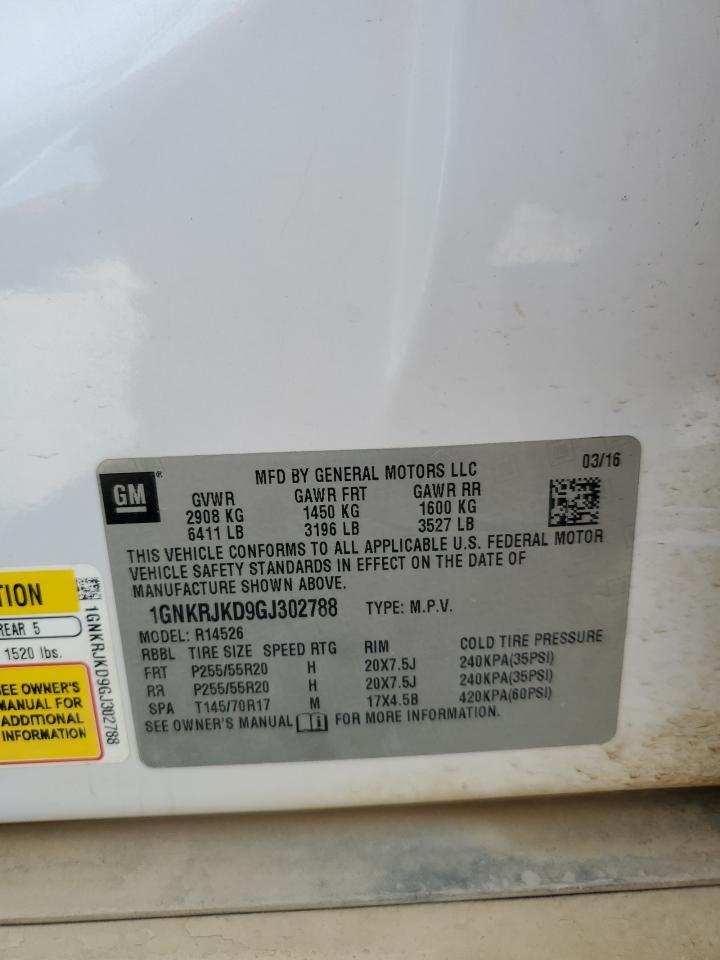 GM ®
MFD BY GENERAL MOTORS LLC 03/16
GVWR GAWR FRT GAWR RR
2908 KG 1450 KG 1600 KG
6411 LB 3196 LB 3527 LB
THIS VEHICLE CONFORMS TO ALL APPLICABLE U.S. FEDERAL MOTOR
VEHICLE SAFETY STANDARDS IN EFFECT ON THE DATE OF
MANUFACTURE SHOWN ABOVE.
1GNKRJKD9GJ302788 TYPE: M.P.V.
MODEL: R14526
RBBL TIRE SIZE SPEED RTG RIM COLD TIRE PRESSURE
FRT P255/55R20 H 20X7.5J 240KPA(35PSI)
RR P255/55R20 H 20X7.5J 240KPA(35PSI)
SPA T145/70R17 M 17X4.5B 420KPA(60PSI)
SEE OWNER'S MANUAL FOR MORE INFORMATION.
TION
REAR 5
1520 lbs.
SEE OWNER'S
MANUAL FOR
ADDITIONAL
INFORMATION
1GNKRJKD9GJ302788